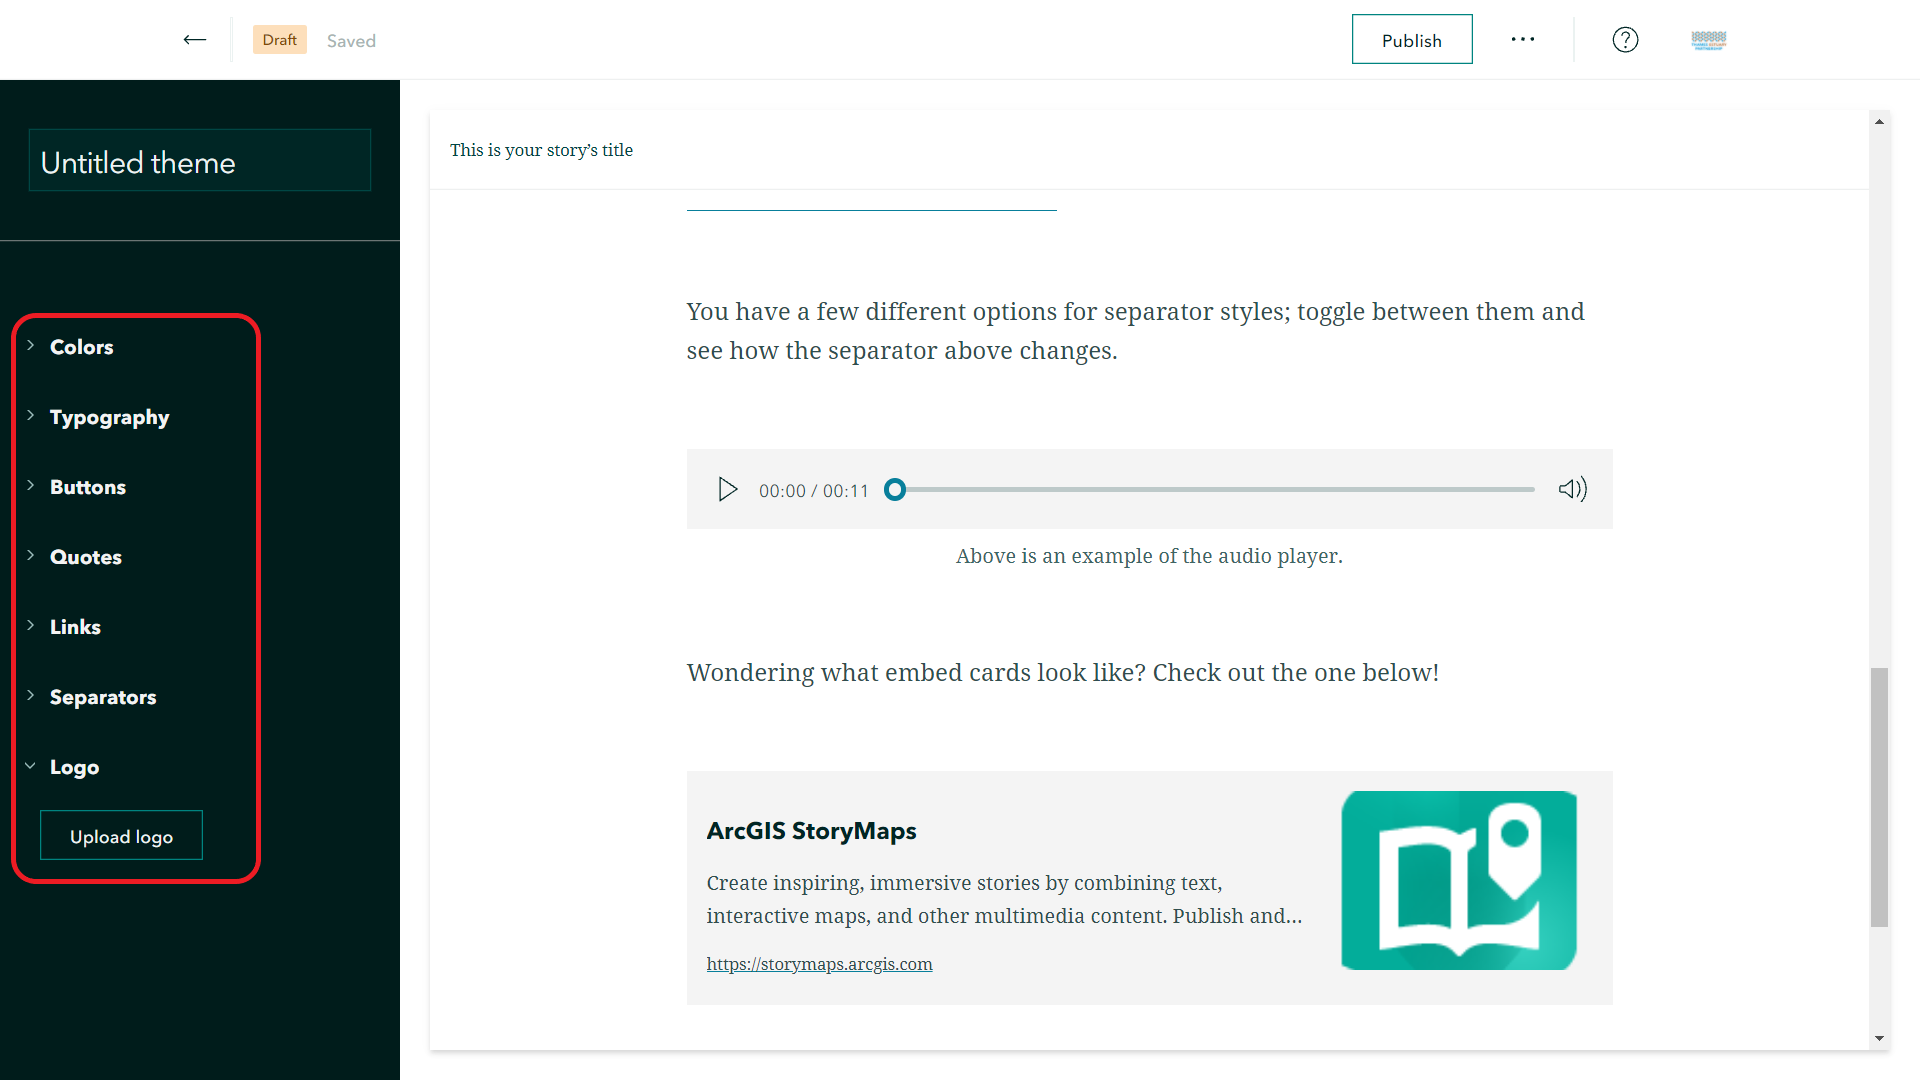 Draft
Saved
Publish
Untitled theme
Colors
Typography
Buttons
Quotes
Links
Separators
Logo
Upload logo
This is your story's title
You have a few different options for separator styles; toggle between them and
see how the separator above changes.
00:00 / 00:11
Above is an example of the audio player.
Wondering what embed cards look like? Check out the one below!
ArcGIS StoryMaps
Create inspiring, immersive stories by combining text,
interactive maps, and other multimedia content. Publish and...
https://storymaps.arcgis.com